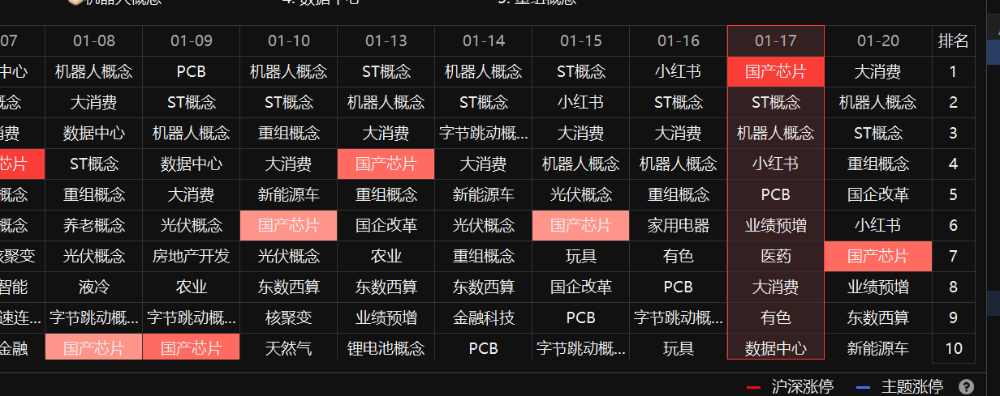 机器人概念 4. 数据中心 5. 重组概念
07 01-08 01-09 01-10 01-13 01-14 01-15 01-16 01-17 01-20 排名
中心 机器人概念 PCB 机器人概念 ST概念 机器人概念 ST概念 小红书 国产芯片 大消费 1
概念 大消费 ST概念 ST概念 机器人概念 ST概念 小红书 ST概念 ST概念 机器人概念 2
消费 数据中心 机器人概念 重组概念 大消费 字节跳动概... 大消费 大消费 机器人概念 ST概念 3
芯片 ST概念 数据中心 大消费 国产芯片 大消费 机器人概念 机器人概念 小红书 重组概念 4
概念 重组概念 大消费 新能源车 重组概念 新能源车 光伏概念 重组概念 PCB 国企改革 5
概念 养老概念 光伏概念 国产芯片 国企改革 光伏概念 国产芯片 家用电器 业绩预增 小红书 6
核聚变 光伏概念 房地产开发 光伏概念 农业 重组概念 玩具 有色 医药 国产芯片 7
智能 液冷 农业 东数西算 东数西算 东数西算 国企改革 PCB 大消费 业绩预增 8
速连... 字节跳动概... 字节跳动概... 核聚变 业绩预增 金融科技 PCB 字节跳动概... 有色 东数西算 9
金融 国产芯片 国产芯片 天然气 锂电池概念 PCB 字节跳动概... 玩具 数据中心 新能源车 10
沪深涨停 主题涨停 ?